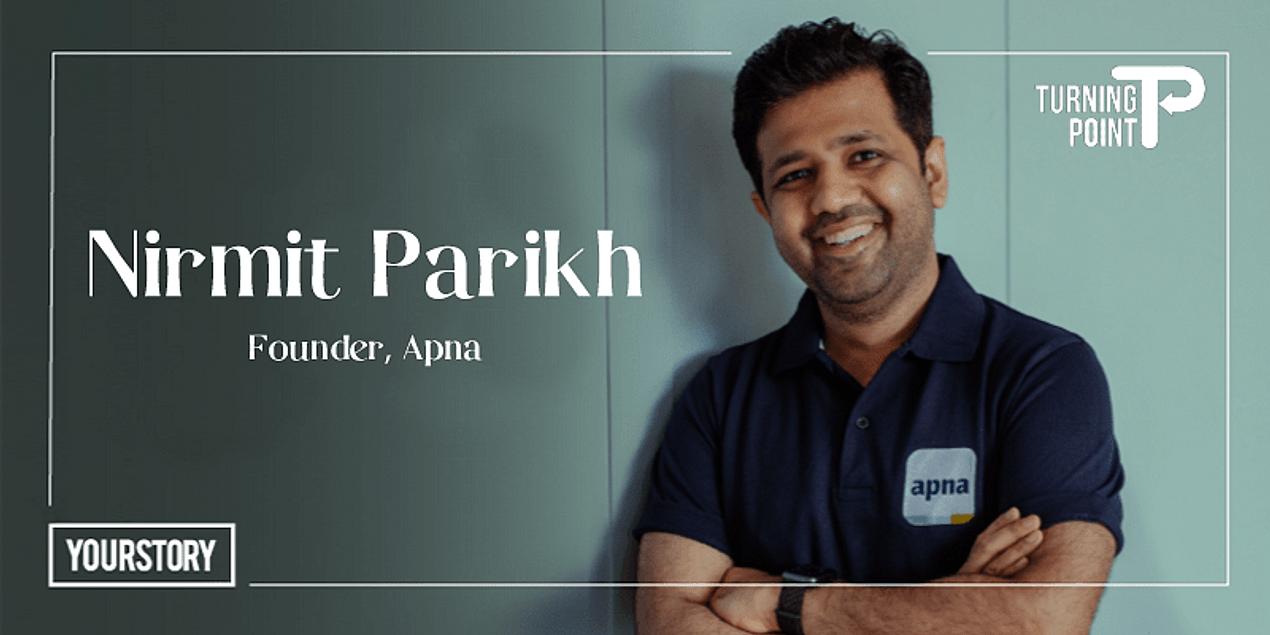 TURNING
POINT
Nirmit Parikh
Founder, Apna
apna
YOURSTORY